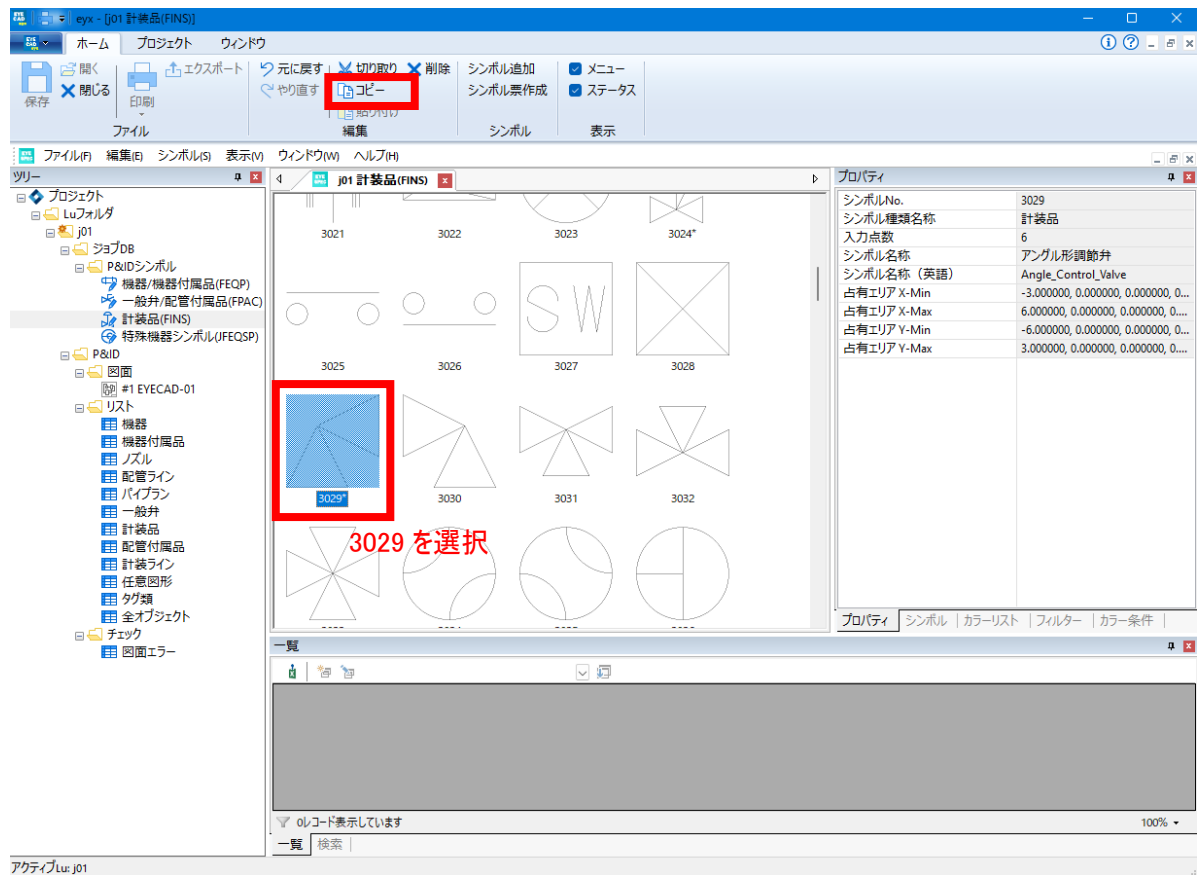 eyx - [j01 計装品(FINS)]
ホーム プロジェクト ウィンドウ
開く
閉じる
保存
印刷
エクスポート
ファイル
元に戻す
やり直す
切り取り
コピー
貼り付け
削除
編集
シンボル追加
シンボル票作成
シンボル
メニュー
ステータス
表示
ファイル(F) 編集(E) シンボル(S) 表示(V) ウィンドウ(W) ヘルプ(H)
ツリー
プロジェクト
Luフォルダ
j01
ジョブDB
P&IDシンボル
機器/機器付属品(FEQP)
一般弁/配管付属品(FPAC)
計装品(FINS)
特殊機器シンボル(JFEQSP)
P&ID
図面
#1 EYECAD-01
リスト
機器
機器付属品
ノズル
配管ライン
パイプラン
一般弁
計装品
配管付属品
計装ライン
任意図形
タグ類
全オブジェクト
チェック
図面エラー
j01 計装品(FINS)
3021 3022 3023 3024*
SW
3025 3026 3027 3028
3029* 3030 3031 3032
3029 を選択
プロパティ
シンボルNo. 3029
シンボル種類名称 計装品
入力点数 6
シンボル名称 アングル形調節弁
シンボル名称（英語） Angle_Control_Valve
占有エリア X-Min -3.000000, 0.000000, 0.000000, 0...
占有エリア X-Max 6.000000, 0.000000, 0.000000, 0....
占有エリア Y-Min -6.000000, 0.000000, 0.000000, 0...
占有エリア Y-Max 3.000000, 0.000000, 0.000000, 0....
プロパティ シンボル カラーリスト フィルター カラー条件
一覧
0レコード表示しています
100%
一覧 検索
アクティブLu: j01